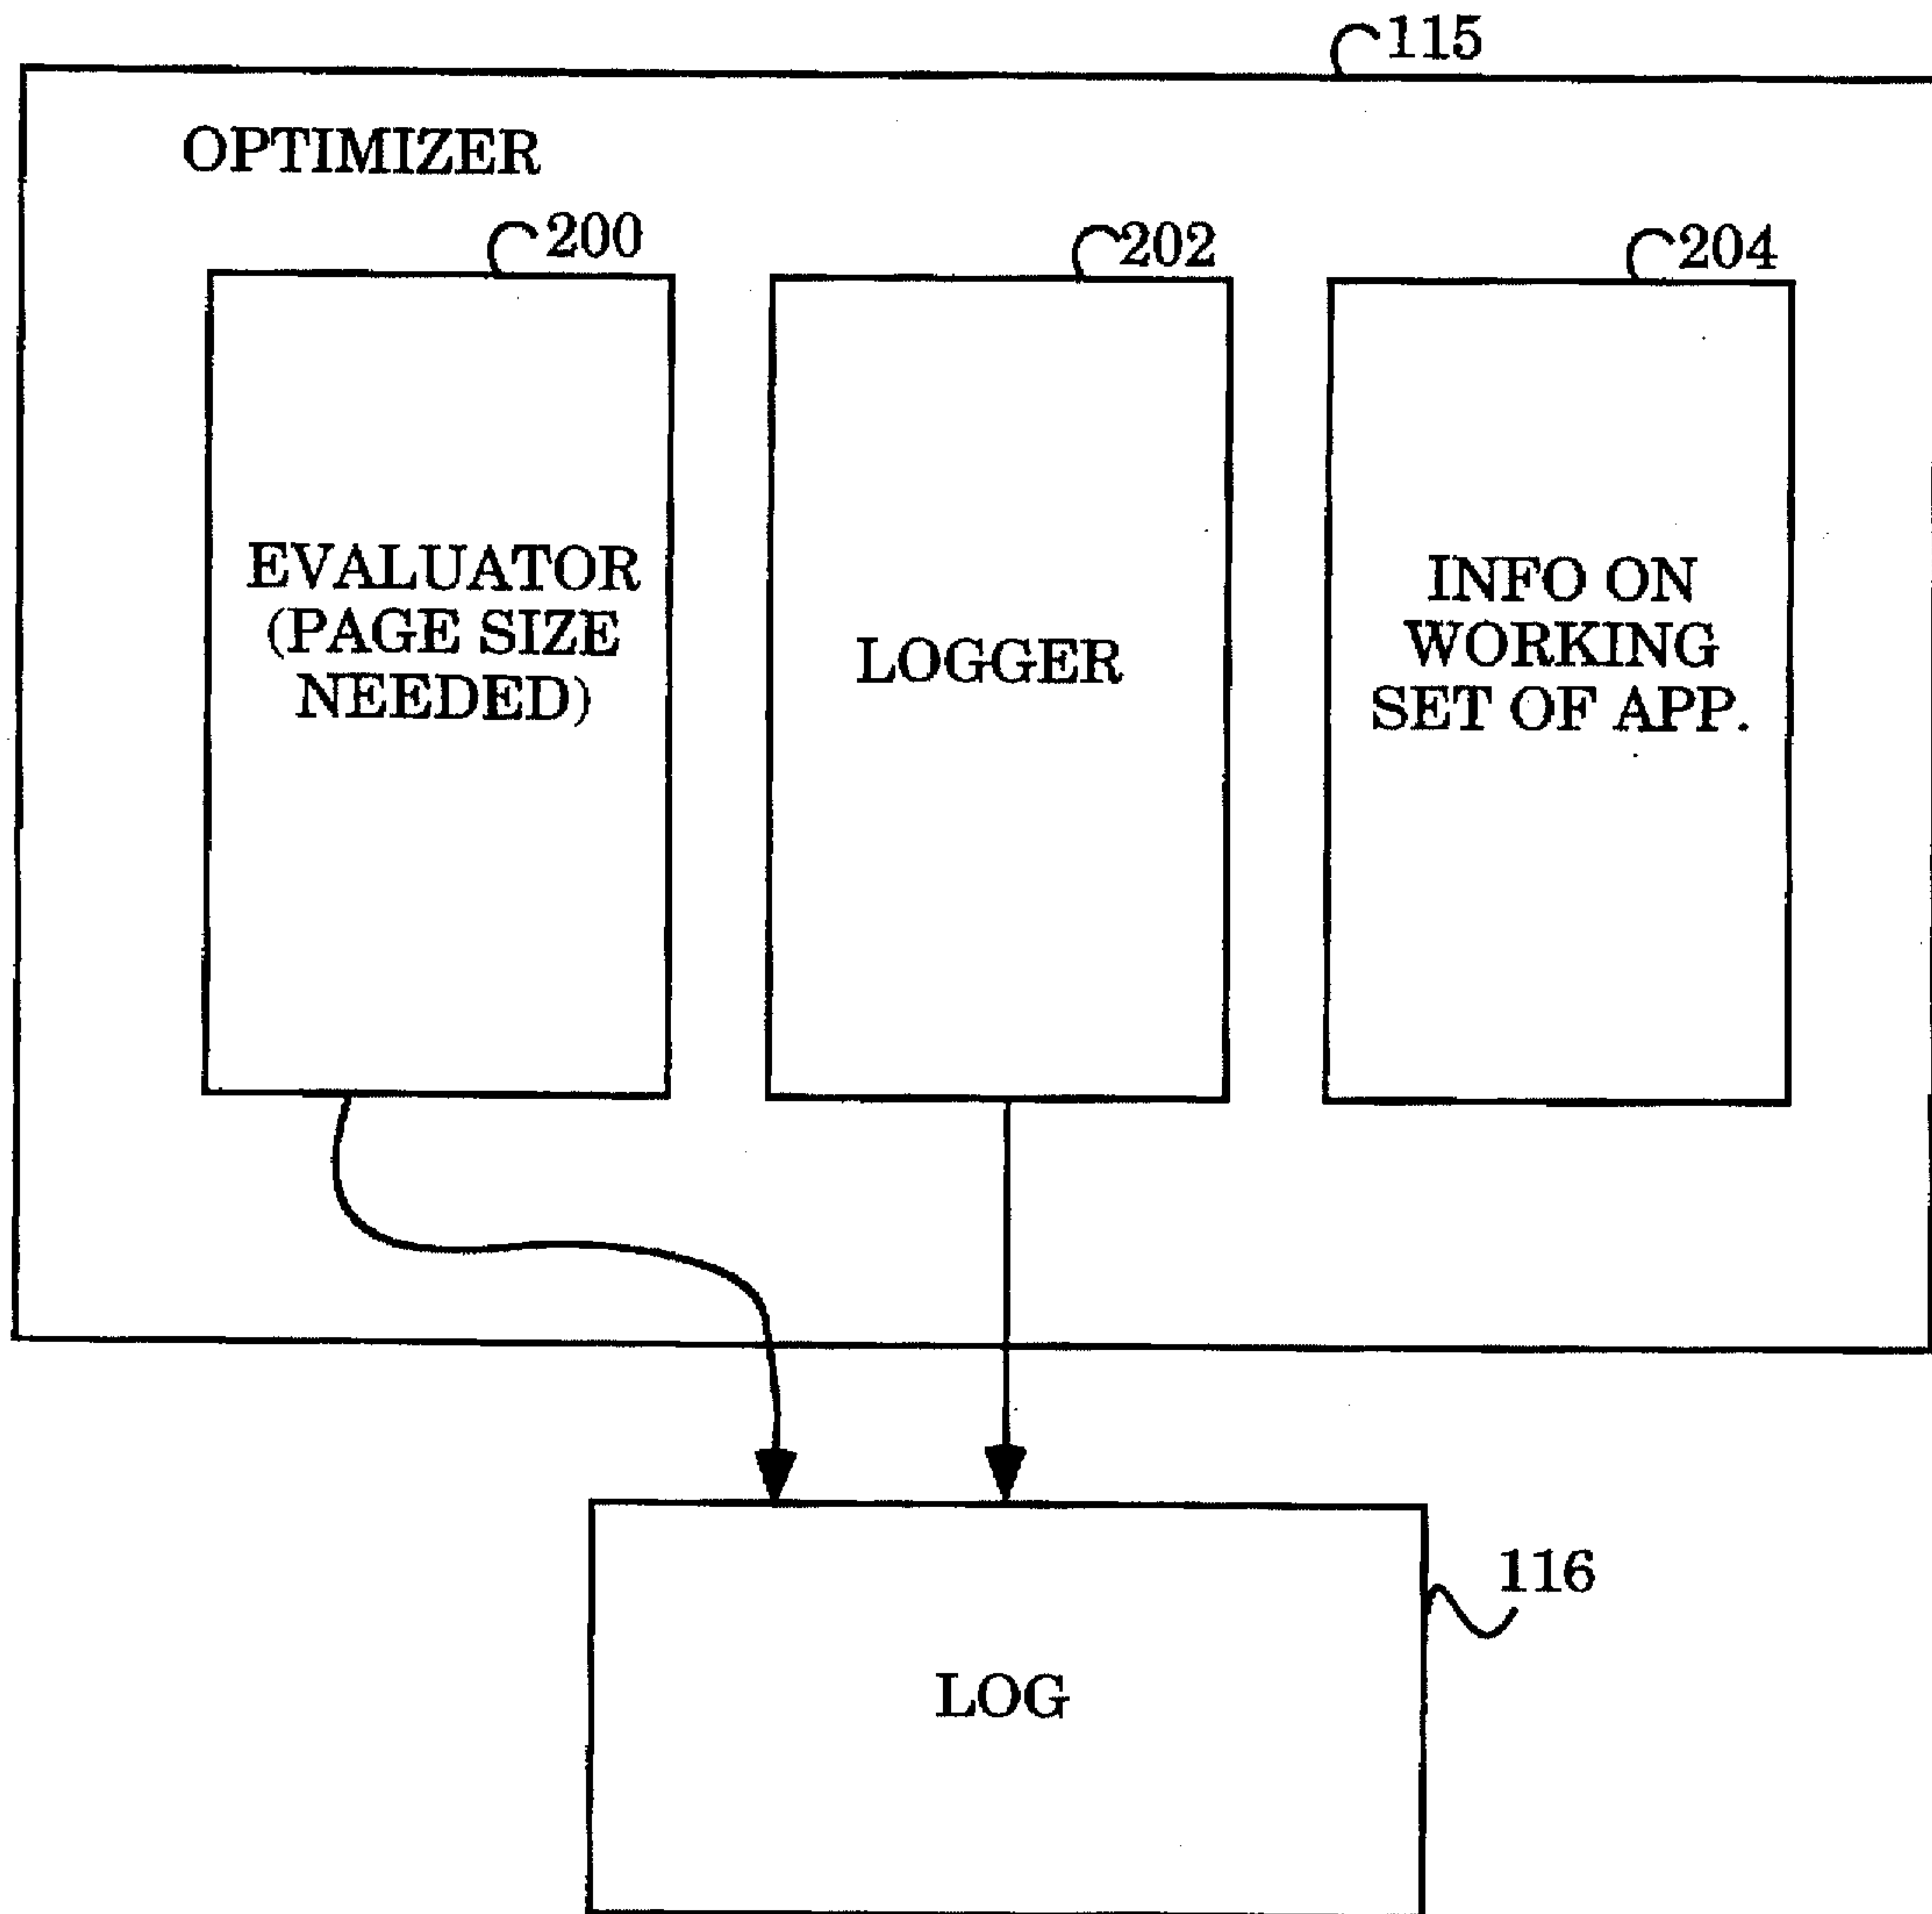 115
OPTIMIZER
200
202
204
EVALUATOR
(PAGE SIZE
NEEDED)
LOGGER
INFO ON
WORKING
SET OF APP.
116
LOG